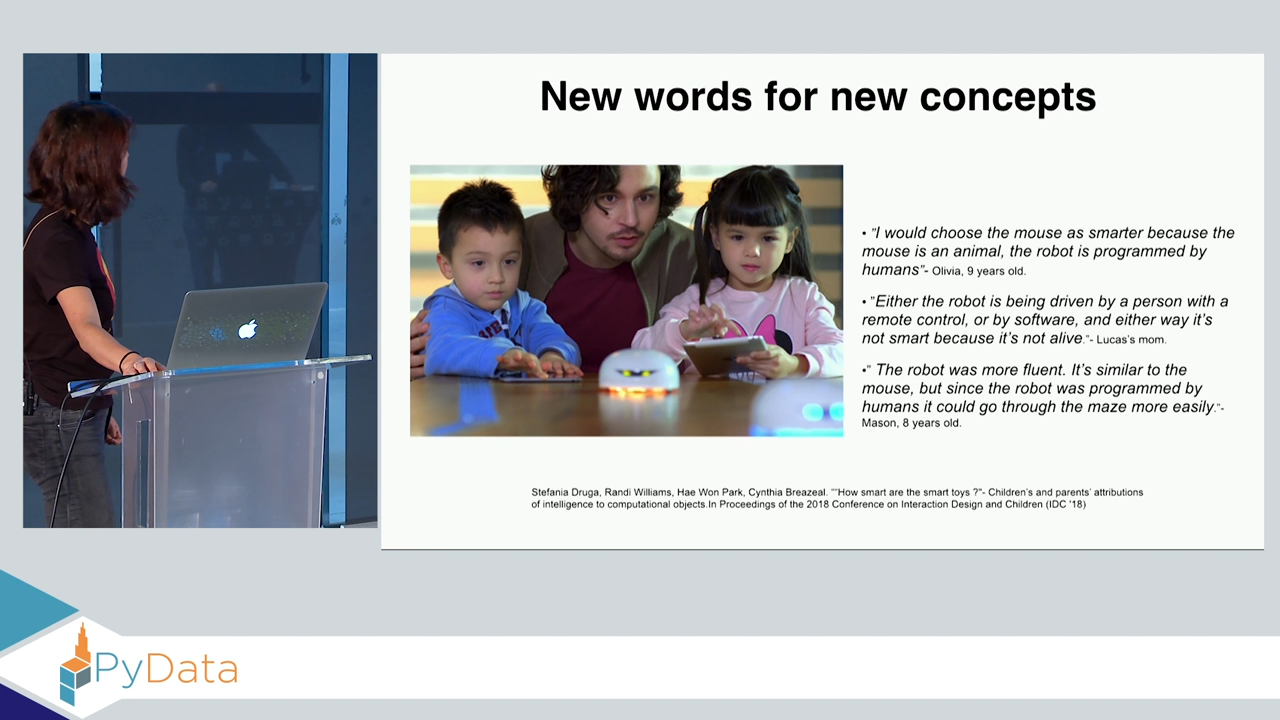 New words for new concepts
• "I would choose the mouse as smarter because the
mouse is an animal, the robot is programmed by
humans"- Olivia, 9 years old.
• "Either the robot is being driven by a person with a
remote control, or by software, and either way it's
not smart because it's not alive."- Lucas's mom.
•" The robot was more fluent. It's similar to the
mouse, but since the robot was programmed by
humans it could go through the maze more easily."-
Mason, 8 years old.
Stefania Druga, Randi Williams, Hae Won Park, Cynthia Breazeal. ""How smart are the smart toys ?"- Children's and parents' attributions
of intelligence to computational objects.In Proceedings of the 2018 Conference on Interaction Design and Children (IDC '18)
PyData